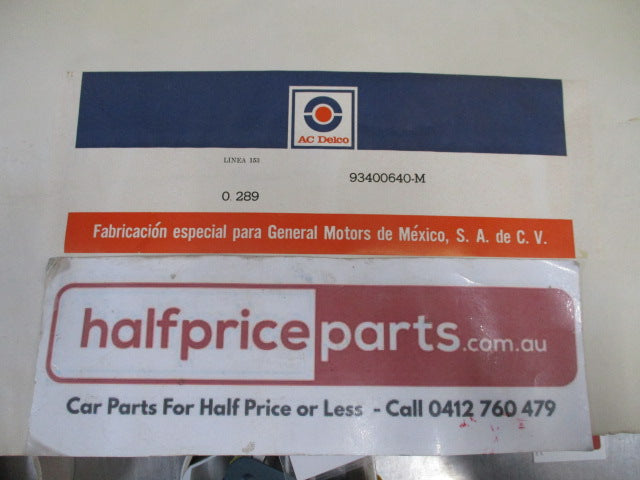 AC Delco
LINEA 153
93400640-M
0. 289
Fabricación especial para General Motors de México, S. A. de C. V.
halfpriceparts.com.au
Car Parts For Half Price or Less - Call 0412 760 479